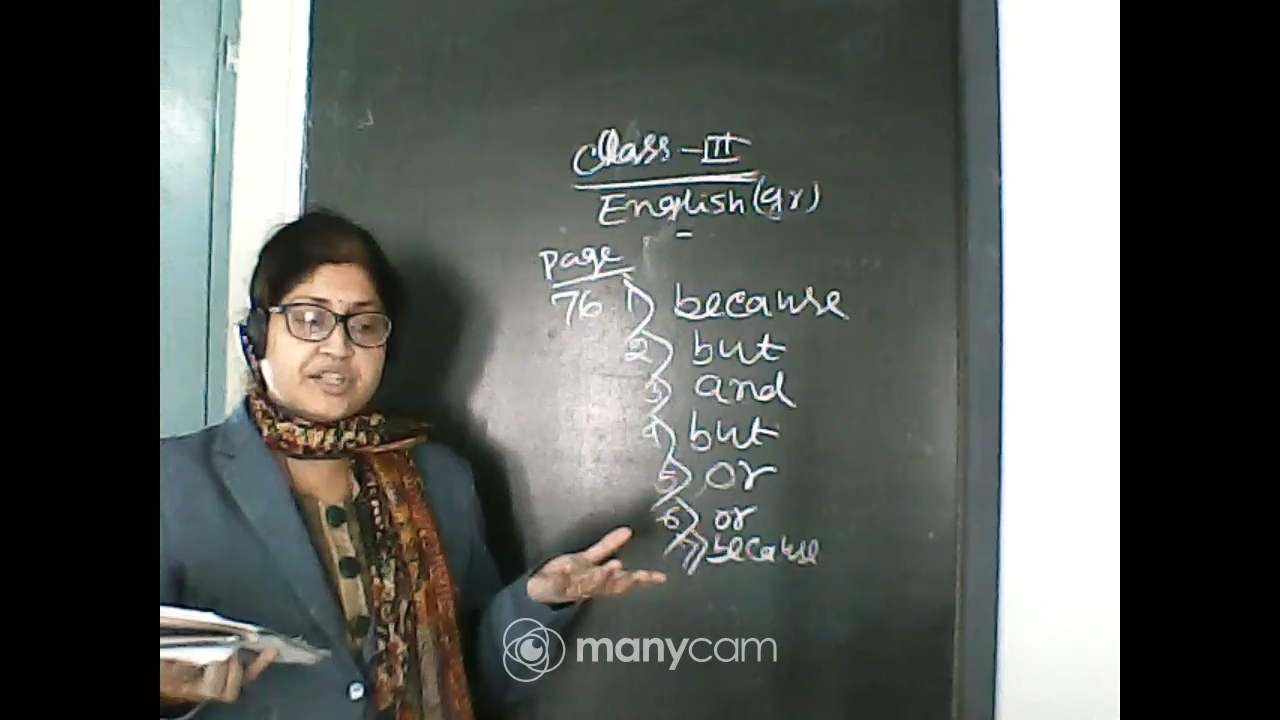 Class - III
English (gr)
Page
76 1) because
2) but
3) and
4) but
5) or
6) or
7) because
manycam